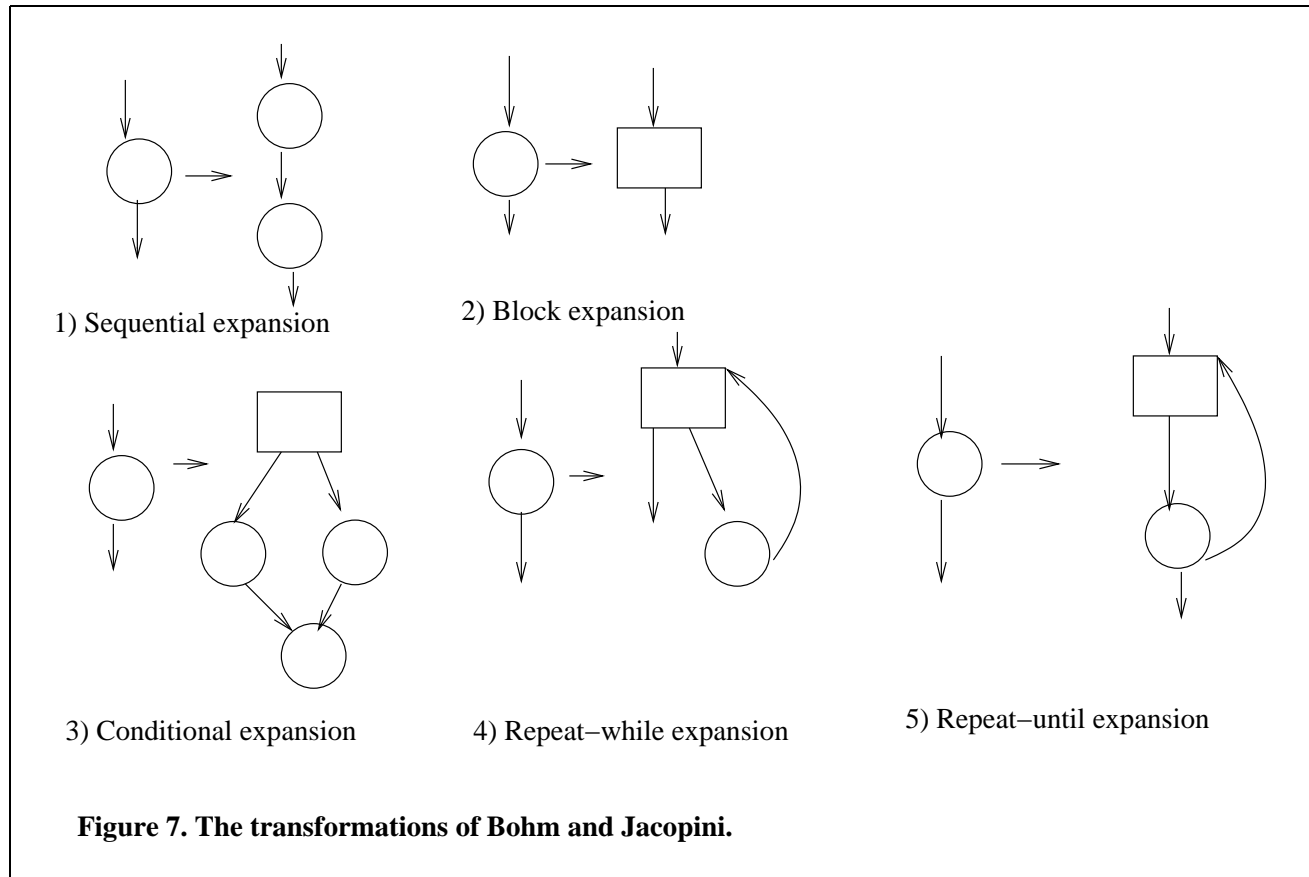 1) Sequential expansion
2) Block expansion
3) Conditional expansion
4) Repeat−while expansion
5) Repeat−until expansion
Figure 7. The transformations of Bohm and Jacopini.